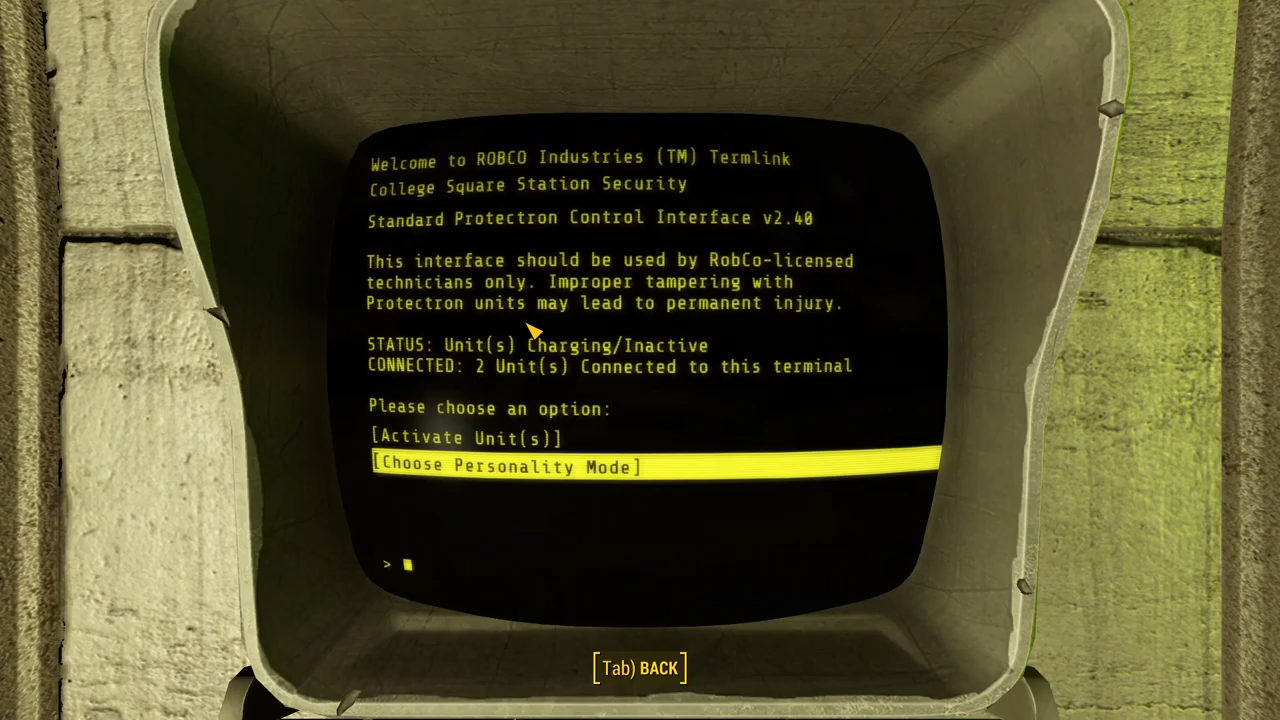 Welcome to ROBCO Industries (TM) Termlink
College Square Station Security
Standard Protectron Control Interface v2.40
This interface should be used by RobCo-licensed
technicians only. Improper tampering with
Protectron units may lead to permanent injury.
STATUS: Unit(s) Charging/Inactive
CONNECTED: 2 Unit(s) Connected to this terminal
Please choose an option:
[Activate Unit(s)]
[Choose Personality Mode]
>
[Tab) BACK]